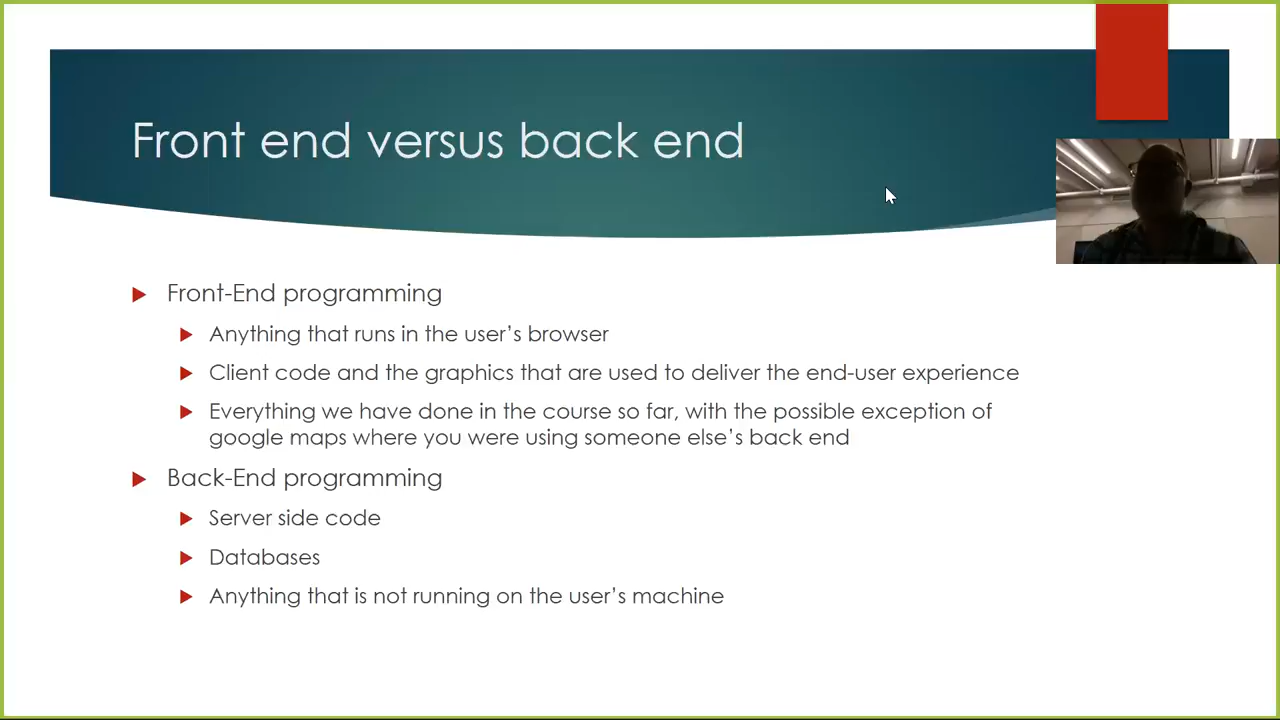 Front end versus back end
Front-End programming
Anything that runs in the user’s browser
Client code and the graphics that are used to deliver the end-user experience
Everything we have done in the course so far, with the possible exception of
google maps where you were using someone else’s back end
Back-End programming
Server side code
Databases
Anything that is not running on the user’s machine